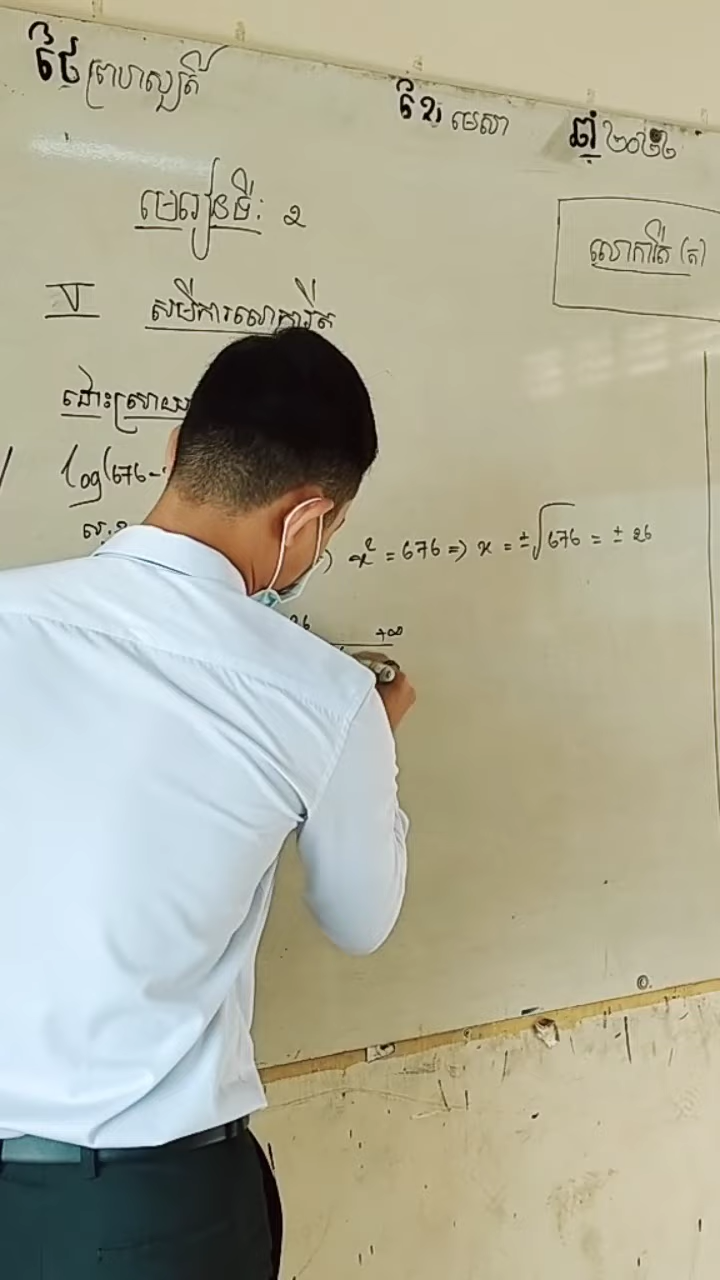 ថ្ងៃ ព្រហស្បតិ៍ ខែ មេសា ឆ្នាំ ២០២២
មេរៀនទី: ២
លោការីត (ត)
V សមីការលោការីត
ដោះស្រាយ
log(676-
x² = 676 => x = ±√676 = ± 26
26 +∞